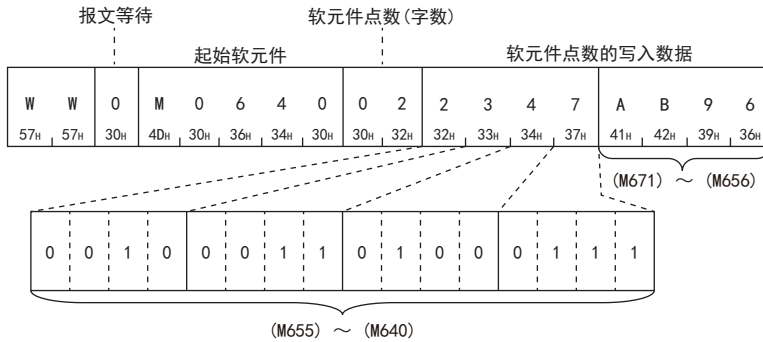 报文等待 软元件点数(字数)
起始软元件 软元件点数的写入数据
W W 0 M 0 6 4 0 0 2 2 3 4 7 A B 9 6
57H 57H 30H 4DH 30H 36H 34H 30H 30H 32H 32H 33H 34H 37H 41H 42H 39H 36H
(M671) ～ (M656)
0 0 1 0 0 0 1 1 0 1 0 0 0 1 1 1
(M655) ～ (M640)